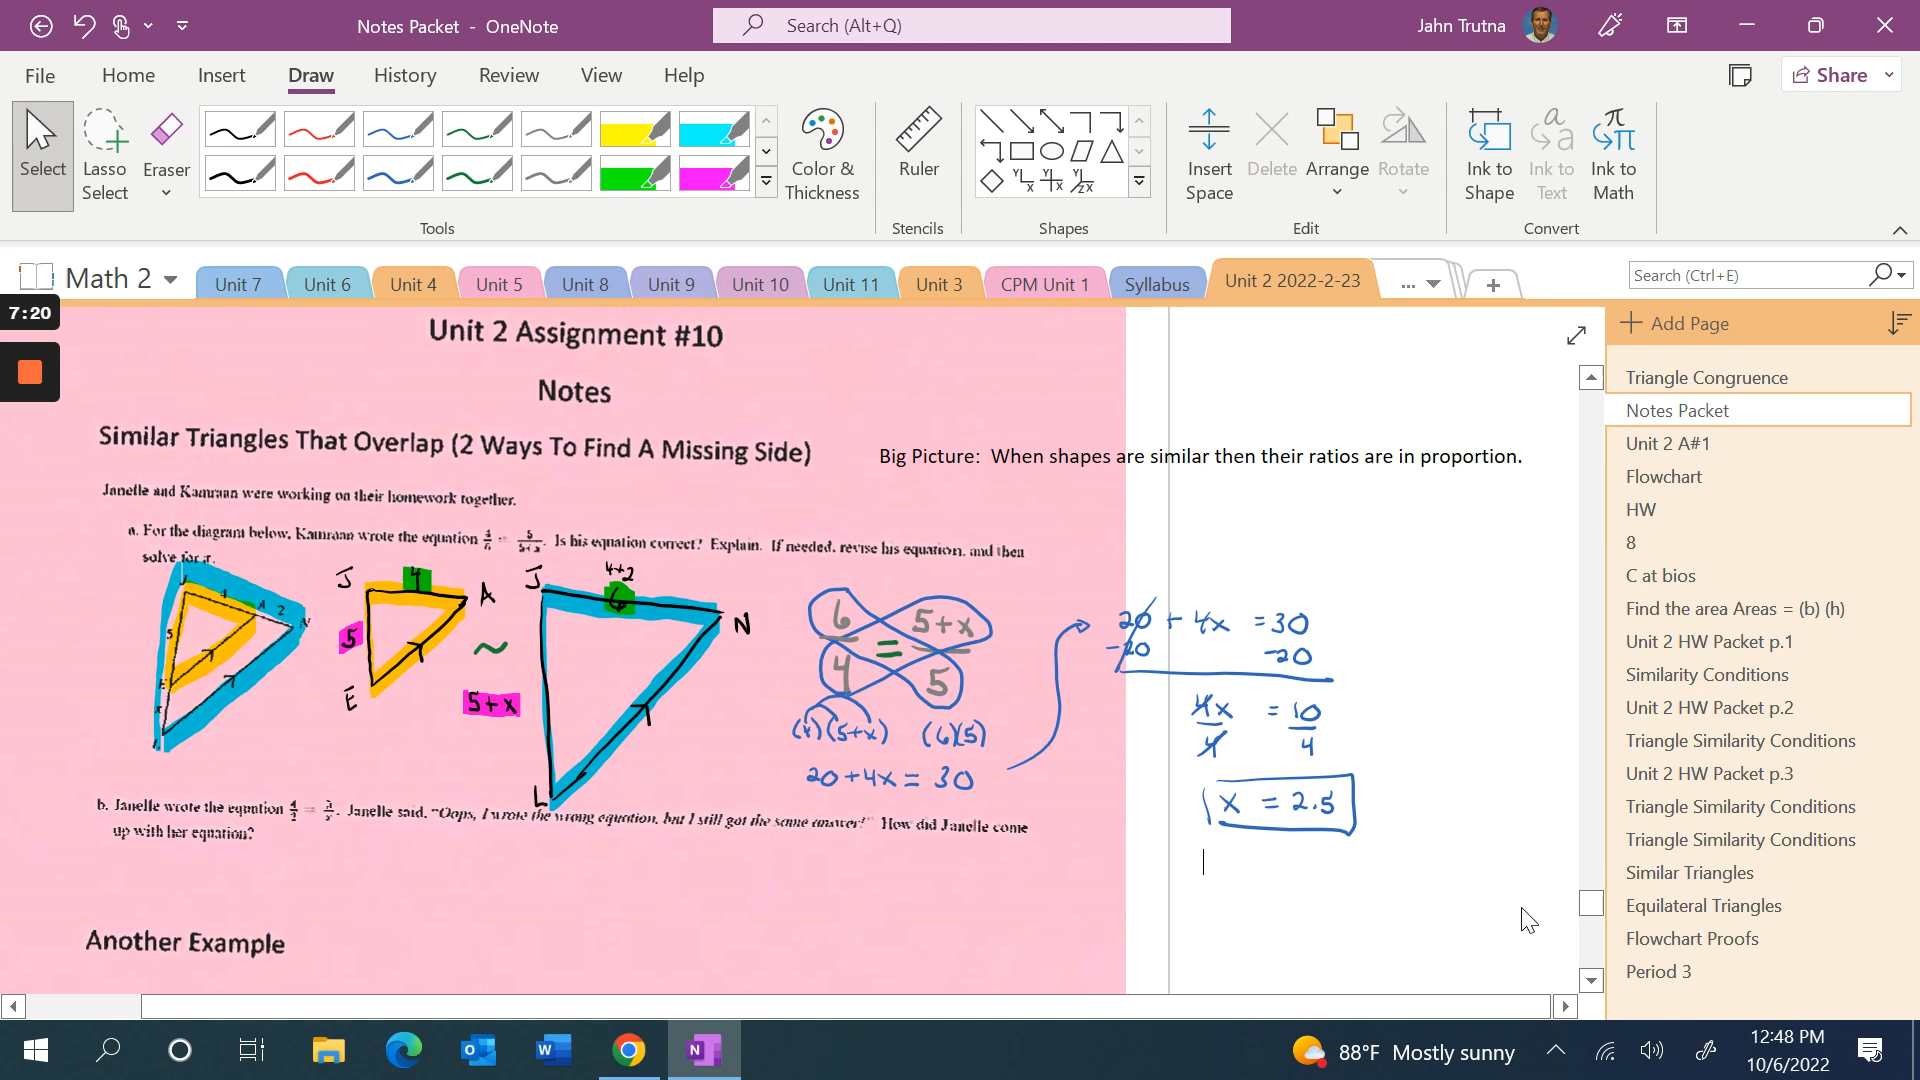 Notes Packet - OneNote
Search (Alt+Q)
Jahn Trutna
File Home Insert Draw History Review View Help
Share
Select
Lasso Select
Eraser
Color & Thickness
Ruler
Insert Space
Delete
Arrange
Rotate
Ink to Shape
Ink to Text
Ink to Math
Tools
Stencils
Shapes
Edit
Convert
Math 2
Unit 7
Unit 6
Unit 4
Unit 5
Unit 8
Unit 9
Unit 10
Unit 11
Unit 3
CPM Unit 1
Syllabus
Unit 2 2022-2-23
...
Search (Ctrl+E)
7:20
Unit 2 Assignment #10
Notes
Similar Triangles That Overlap (2 Ways To Find A Missing Side)
Big Picture: When shapes are similar then their ratios are in proportion.
Janelle and Kamraan were working on their homework together.
a. For the diagram below, Kamraan wrote the equation 4/6 = 5/5+x. Is his equation correct? Explain. If needed, revise his equation, and then
solve for x.
J 4 A 2 N
5
E
x
J 4 A
5
E
~
J 4+2
6
N
5+x
L
6/4 = 5+x/5
(4)(5+x) (6)(5)
20+4x = 30
20 + 4x = 30
-20 -20
4x/4 = 10/4
x = 2.5
b. Janelle wrote the equation 4/2 = 5/x. Janelle said, "Oops, I wrote the wrong equation, but I still got the same answer!" How did Janelle come
up with her equation?
Another Example
Add Page
Triangle Congruence
Notes Packet
Unit 2 A#1
Flowchart
HW
8
C at bios
Find the area Areas = (b) (h)
Unit 2 HW Packet p.1
Similarity Conditions
Unit 2 HW Packet p.2
Triangle Similarity Conditions
Unit 2 HW Packet p.3
Triangle Similarity Conditions
Triangle Similarity Conditions
Similar Triangles
Equilateral Triangles
Flowchart Proofs
Period 3
88°F Mostly sunny
12:48 PM
10/6/2022